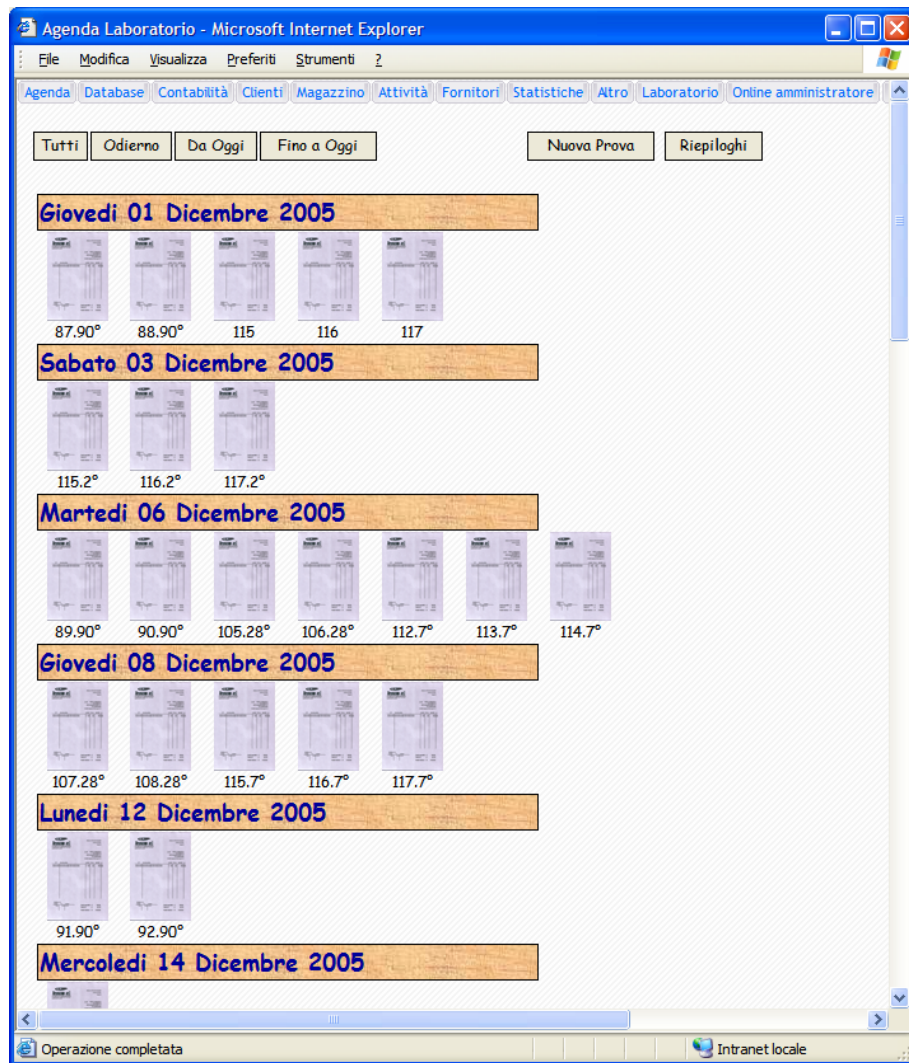 Agenda Laboratorio - Microsoft Internet Explorer
File Modifica Visualizza Preferiti Strumenti ?
Agenda Database Contabilità Clienti Magazzino Attività Fornitori Statistiche Altro Laboratorio Online amministratore
Tutti Odierno Da Oggi Fino a Oggi Nuova Prova Riepiloghi
Giovedi 01 Dicembre 2005
87.90° 88.90° 115 116 117
Sabato 03 Dicembre 2005
115.2° 116.2° 117.2°
Martedi 06 Dicembre 2005
89.90° 90.90° 105.28° 106.28° 112.7° 113.7° 114.7°
Giovedi 08 Dicembre 2005
107.28° 108.28° 115.7° 116.7° 117.7°
Lunedi 12 Dicembre 2005
91.90° 92.90°
Mercoledi 14 Dicembre 2005
Operazione completata Intranet locale